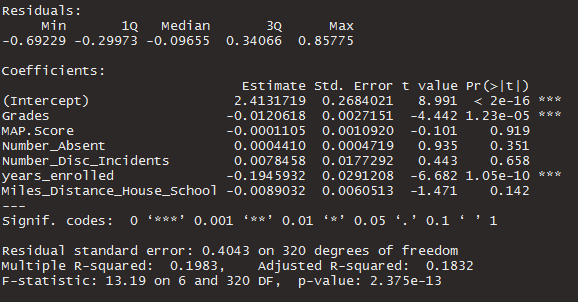 Residuals:
     Min       1Q   Median       3Q      Max
-0.69229 -0.29973 -0.09655  0.34066  0.85775

Coefficients:
                              Estimate Std. Error t value Pr(>|t|)
(Intercept)                  2.4131719  0.2684021   8.991  < 2e-16 ***
Grades                      -0.0120618  0.0027151  -4.442 1.23e-05 ***
MAP.Score                   -0.0001105  0.0010920  -0.101    0.919
Number_Absent                0.0004410  0.0004719   0.935    0.351
Number_Disc_Incidents        0.0078458  0.0177292   0.443    0.658
years_enrolled              -0.1945932  0.0291208  -6.682 1.05e-10 ***
Miles_Distance_House_School -0.0089032  0.0060513  -1.471    0.142
---
Signif. codes:  0 ‘***’ 0.001 ‘**’ 0.01 ‘*’ 0.05 ‘.’ 0.1 ‘ ’ 1

Residual standard error: 0.4043 on 320 degrees of freedom
Multiple R-squared:  0.1983,	Adjusted R-squared:  0.1832
F-statistic: 13.19 on 6 and 320 DF,  p-value: 2.375e-13